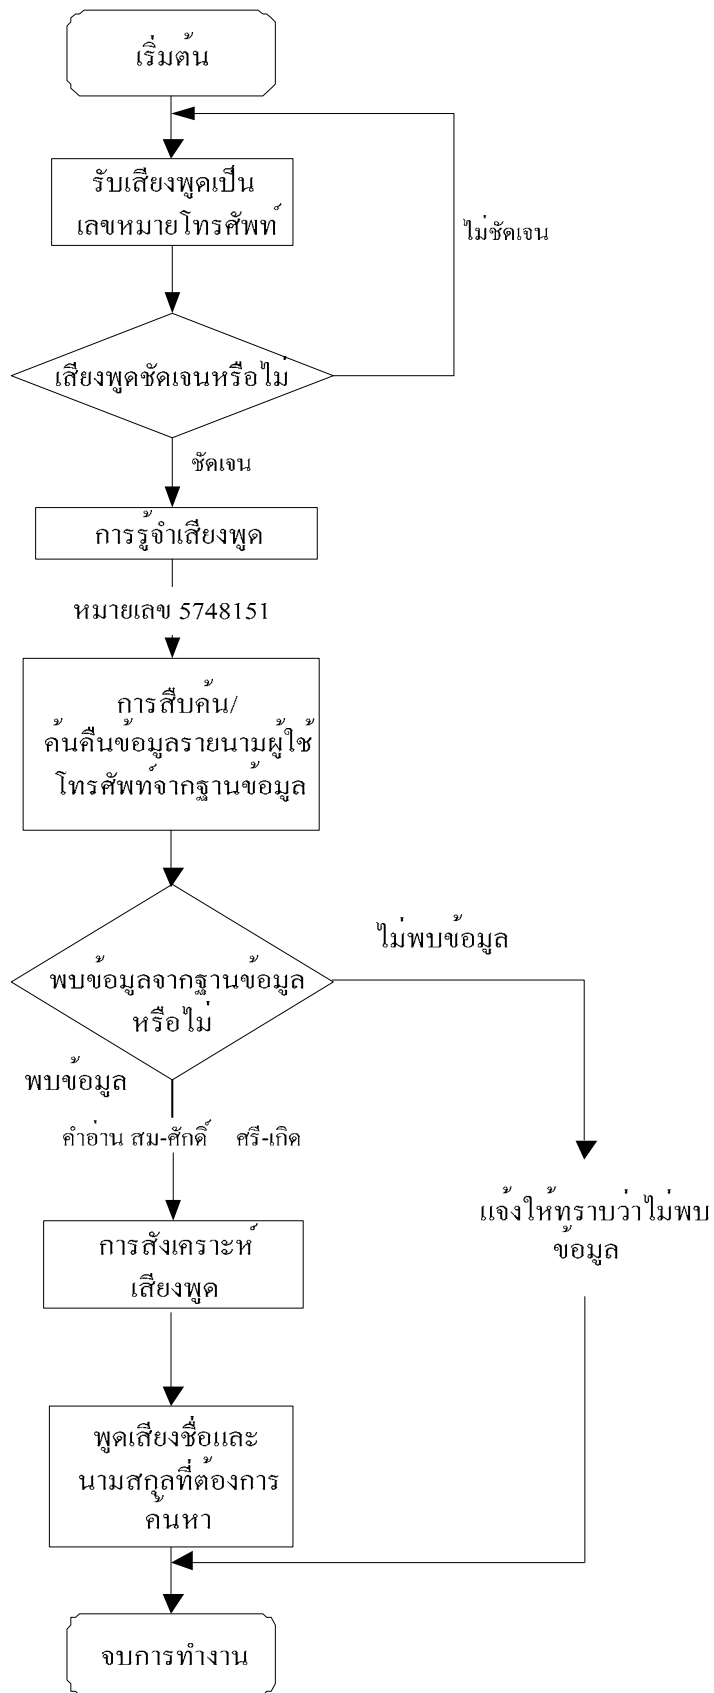 เริ่มต้น
รับเสียงพูดเป็น
เลขหมายโทรศัพท์
ไม่ชัดเจน
เสียงพูดชัดเจนหรือไม่
ชัดเจน
การรู้จำเสียงพูด
หมายเลข 5748151
การสืบค้น/
ค้นคืนข้อมูลรายนามผู้ใช้
โทรศัพท์จากฐานข้อมูล
ไม่พบข้อมูล
พบข้อมูลจากฐานข้อมูล
หรือไม่
พบข้อมูล
คำอ่าน สม-ศักดิ์ ศรี-เกิด
แจ้งให้ทราบว่าไม่พบ
ข้อมูล
การสังเคราะห์
เสียงพูด
พูดเสียงชื่อและ
นามสกุลที่ต้องการ
ค้นหา
จบการทำงาน